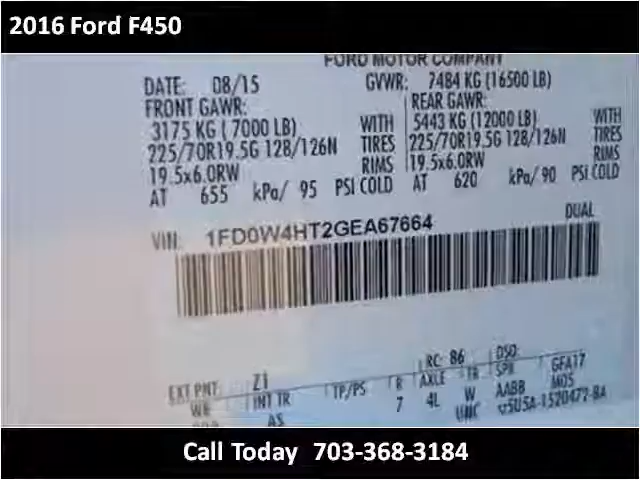 2016 Ford F450
FORD MOTOR COMPANY
DATE: 08/15 GVWR: 7484 KG (16500 LB)
FRONT GAWR: REAR GAWR:
3175 KG ( 7000 LB) WITH 5443 KG (12000 LB) WITH
225/70R19.5G 128/126N TIRES 225/70R19.5G 128/126N TIRES
19.5x6.0RW RIMS 19.5x6.0RW RIMS
AT 655 kPa/ 95 PSI COLD AT 620 kPa/ 90 PSI COLD
DUAL
VIN: 1FD0W4HT2GEA67664
EXT PNT: Z1 RC: 86 DSO:
WB INT TR TP/PS R AXLE TR SPR GFA17
AS 7 4L W AABB MDS
UMC
Call Today 703-368-3184